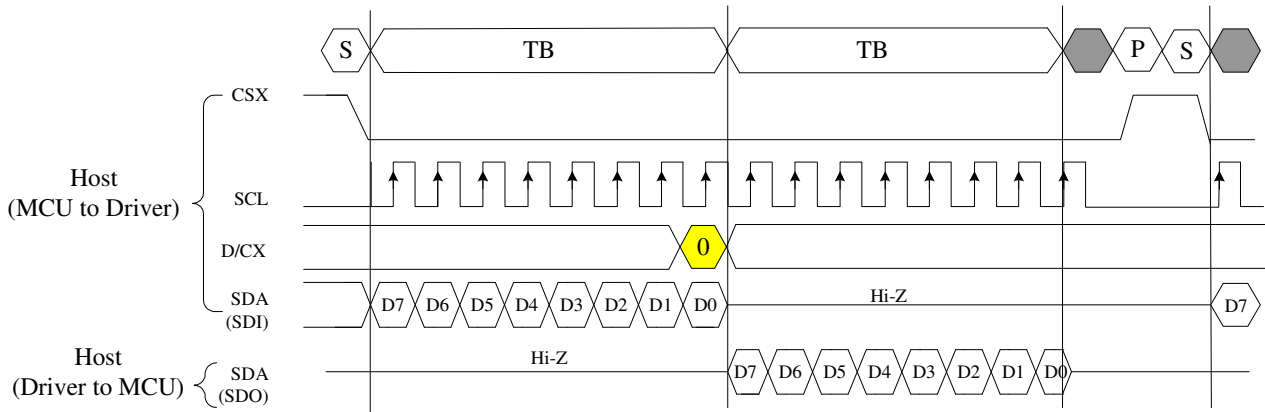 S TB TB P S
CSX
Host
(MCU to Driver)
SCL
D/CX 0
SDA
(SDI)
D7 D6 D5 D4 D3 D2 D1 D0 Hi-Z D7
Host
(Driver to MCU)
SDA
(SDO)
Hi-Z D7 D6 D5 D4 D3 D2 D1 D0